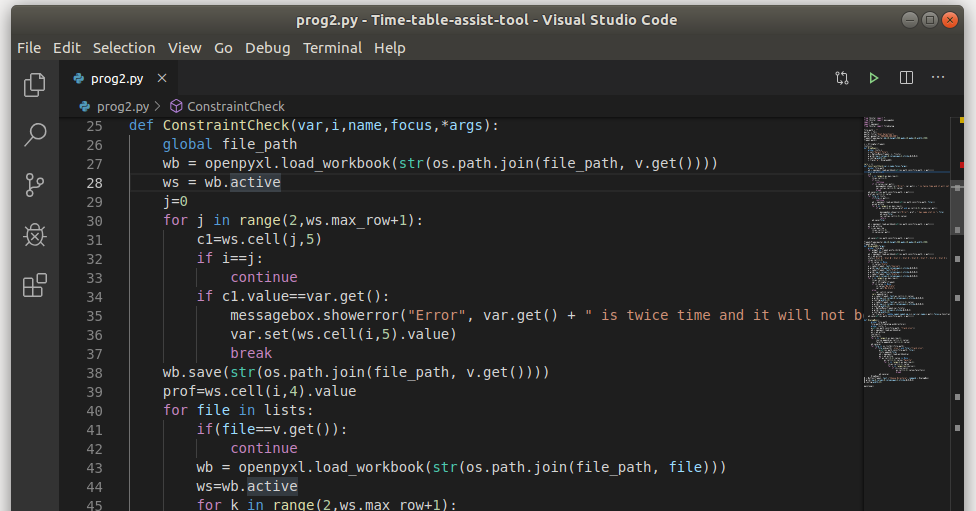 prog2.py - Time-table-assist-tool - Visual Studio Code
File Edit Selection View Go Debug Terminal Help
prog2.py
prog2.py > ConstraintCheck
25 def ConstraintCheck(var,i,name,focus,*args):
26 global file_path
27 wb = openpyxl.load_workbook(str(os.path.join(file_path, v.get())))
28 ws = wb.active
29 j=0
30 for j in range(2,ws.max_row+1):
31 c1=ws.cell(j,5)
32 if i==j:
33 continue
34 if c1.value==var.get():
35 messagebox.showerror("Error", var.get() + " is twice time and it will not b
36 var.set(ws.cell(i,5).value)
37 break
38 wb.save(str(os.path.join(file_path, v.get())))
39 prof=ws.cell(i,4).value
40 for file in lists:
41 if(file==v.get()):
42 continue
43 wb = openpyxl.load_workbook(str(os.path.join(file_path, file)))
44 ws=wb.active
45 for k in range(2,ws.max_row+1):